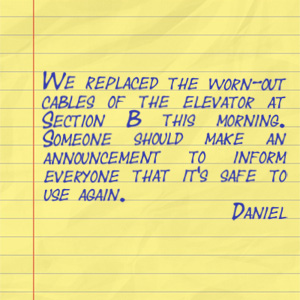 We replaced the worn-out
cables of the elevator at
Section B this morning.
Someone should make an
announcement to inform
everyone that it's safe to
use again.
Daniel